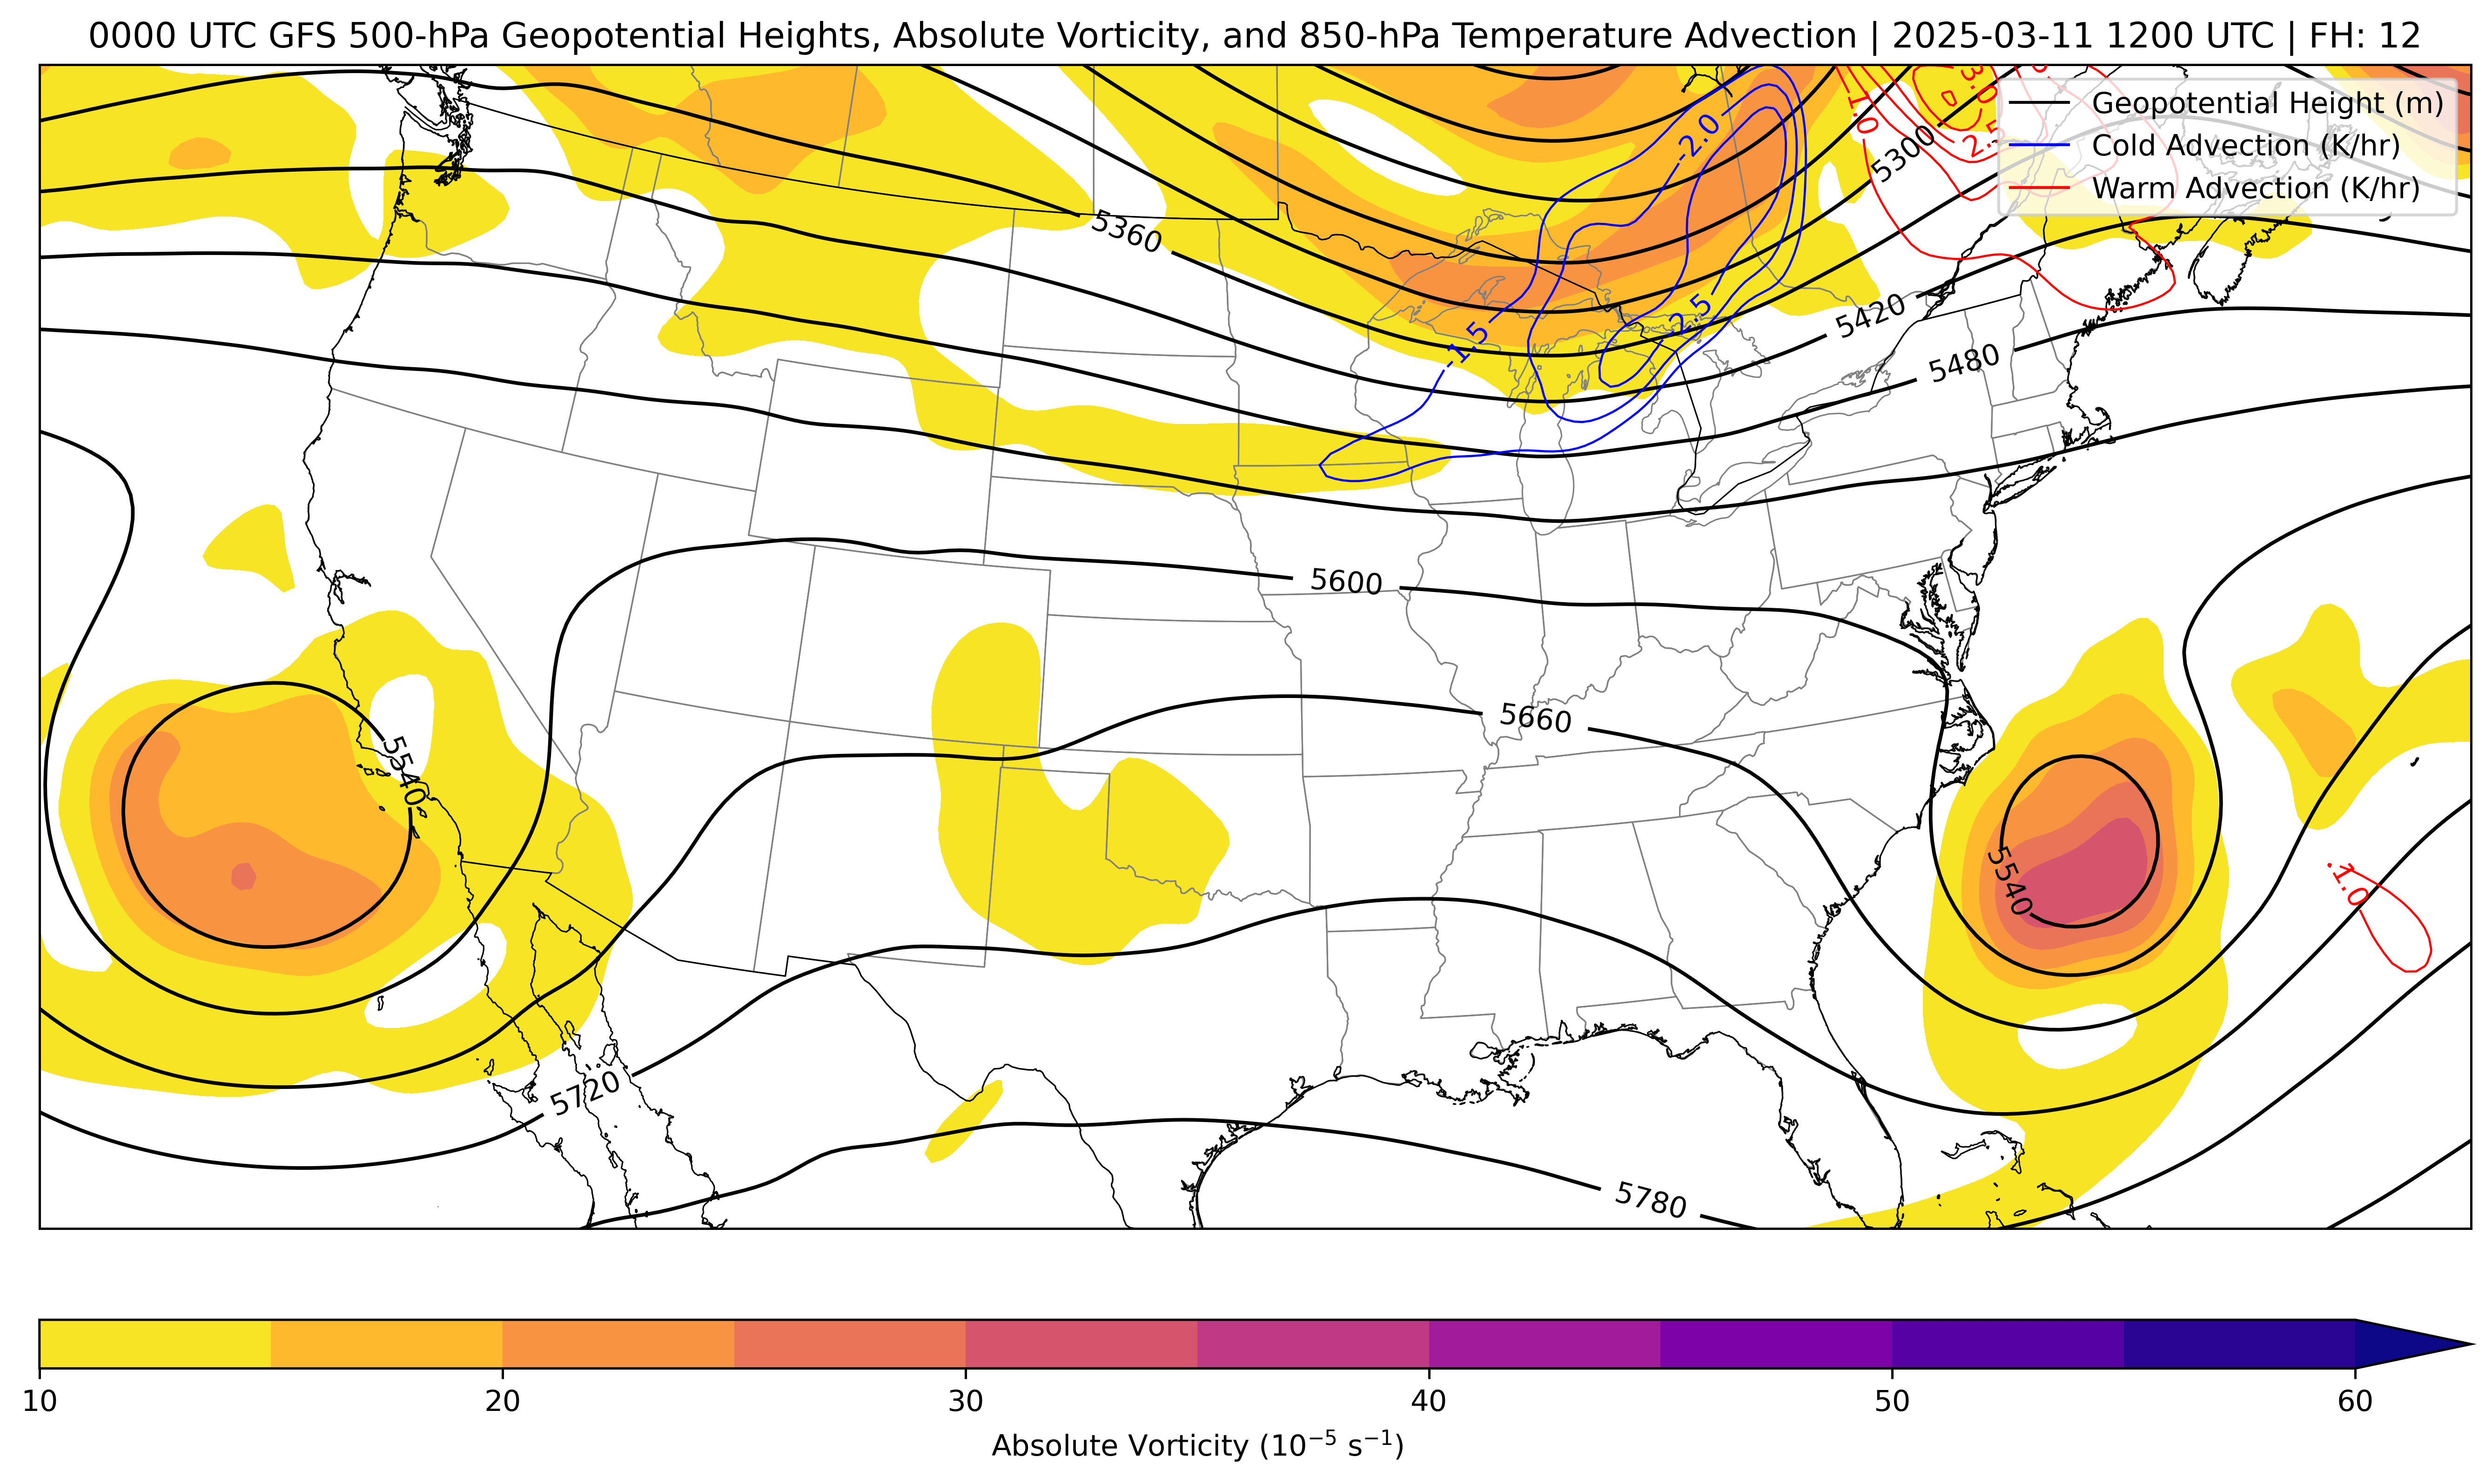 0000 UTC GFS 500-hPa Geopotential Heights, Absolute Vorticity, and 850-hPa Temperature Advection | 2025-03-11 1200 UTC | FH: 12
Geopotential Height (m)
Cold Advection (K/hr)
Warm Advection (K/hr)
3.0
-2.0
1.0
2.5
5300
5360
-2.5
5420
-1.5
5480
5600
5660
5540
5540
1.0
5720
5780
10 20 30 40 50 60
Absolute Vorticity (10⁻⁵ s⁻¹)